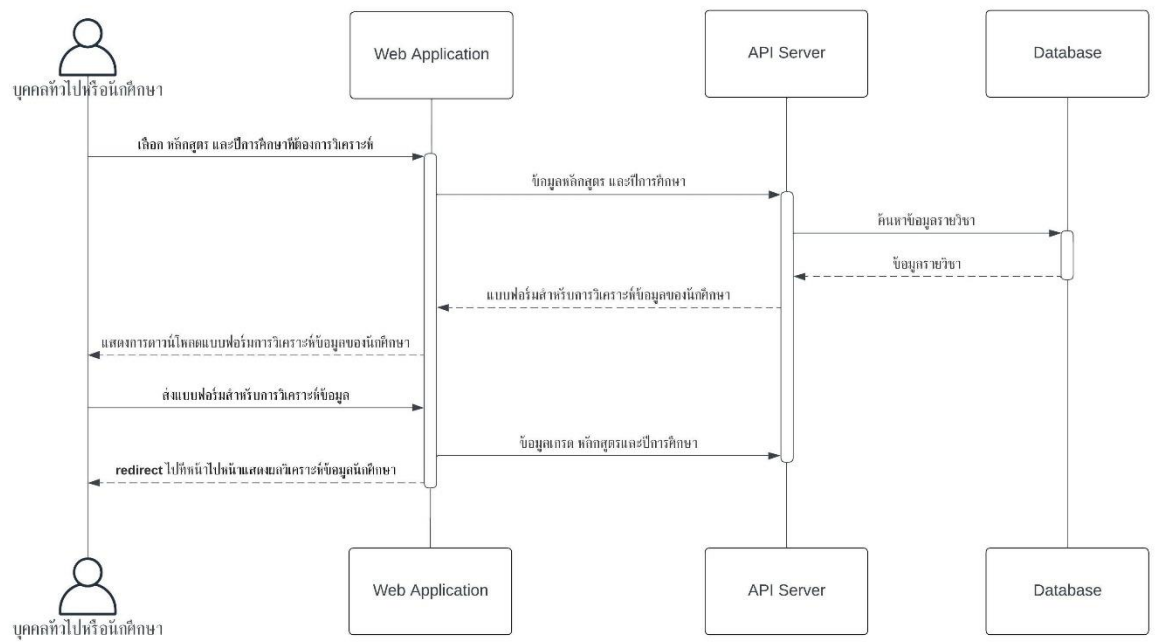 Web Application
API Server
Database
บุคคลทั่วไปหรือนักศึกษา
เลือก หลักสูตร และปีการศึกษาที่ต้องการวิเคราะห์
ข้อมูลหลักสูตร และปีการศึกษา
ค้นหาข้อมูลรายวิชา
ข้อมูลรายวิชา
แบบฟอร์มสำหรับการวิเคราะห์ข้อมูลของนักศึกษา
แสดงการดาวน์โหลดแบบฟอร์มการวิเคราะห์ข้อมูลของนักศึกษา
ส่งแบบฟอร์มสำหรับการวิเคราะห์ข้อมูล
ข้อมูลเกรด หลักสูตรและปีการศึกษา
redirect ไปที่หน้าไปหน้าแสดงผลวิเคราะห์ข้อมูลนักศึกษา
Web Application
API Server
Database
บุคคลทั่วไปหรือนักศึกษา